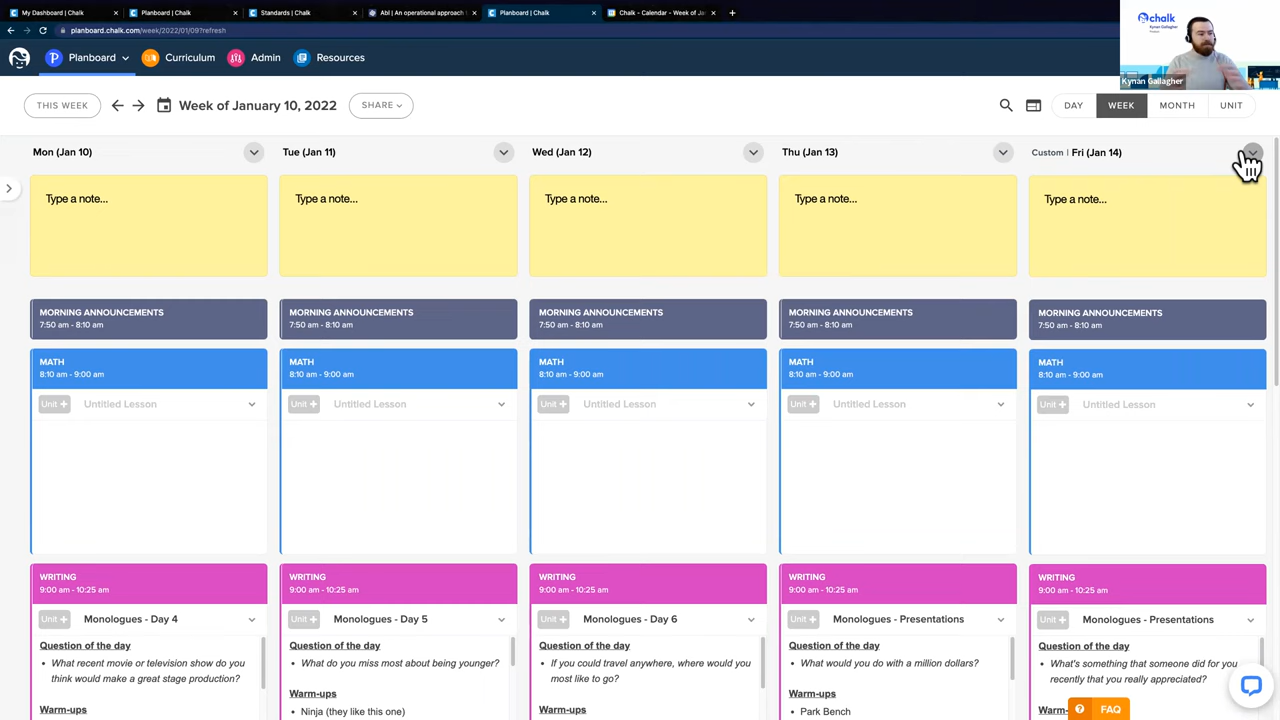 My Dashboard | Chalk
Planboard | Chalk
Standards | Chalk
Abl | An operational approach
Planboard | Chalk
Chalk - Calendar - Week of Ja
planboard.chalk.com/week/2022/01/09?refresh
chalk
Kyrian Gallagher
Planboard
Curriculum
Admin
Resources
THIS WEEK
Week of January 10, 2022
SHARE
DAY
WEEK
MONTH
UNIT
Mon (Jan 10)
Tue (Jan 11)
Wed (Jan 12)
Thu (Jan 13)
Custom | Fri (Jan 14)
Type a note...
Type a note...
Type a note...
Type a note...
Type a note...
MORNING ANNOUNCEMENTS
7:50 am - 8:10 am
MORNING ANNOUNCEMENTS
7:50 am - 8:10 am
MORNING ANNOUNCEMENTS
7:50 am - 8:10 am
MORNING ANNOUNCEMENTS
7:50 am - 8:10 am
MORNING ANNOUNCEMENTS
7:50 am - 8:10 am
MATH
8:10 am - 9:00 am
Unit + Untitled Lesson
MATH
8:10 am - 9:00 am
Unit + Untitled Lesson
MATH
8:10 am - 9:00 am
Unit + Untitled Lesson
MATH
8:10 am - 9:00 am
Unit + Untitled Lesson
MATH
8:10 am - 9:00 am
Unit + Untitled Lesson
WRITING
9:00 am - 10:25 am
Unit + Monologues - Day 4
Question of the day
• What recent movie or television show do you
think would make a great stage production?
Warm-ups
WRITING
9:00 am - 10:25 am
Unit + Monologues - Day 5
Question of the day
• What do you miss most about being younger?
Warm-ups
• Ninja (they like this one)
WRITING
9:00 am - 10:25 am
Unit + Monologues - Day 6
Question of the day
• If you could travel anywhere, where would you
most like to go?
Warm-ups
WRITING
9:00 am - 10:25 am
Unit + Monologues - Presentations
Question of the day
• What would you do with a million dollars?
Warm-ups
• Park Bench
WRITING
9:00 am - 10:25 am
Unit + Monologues - Presentations
Question of the day
• What's something that someone did for you
recently that you really appreciated?
Warm-
FAQ